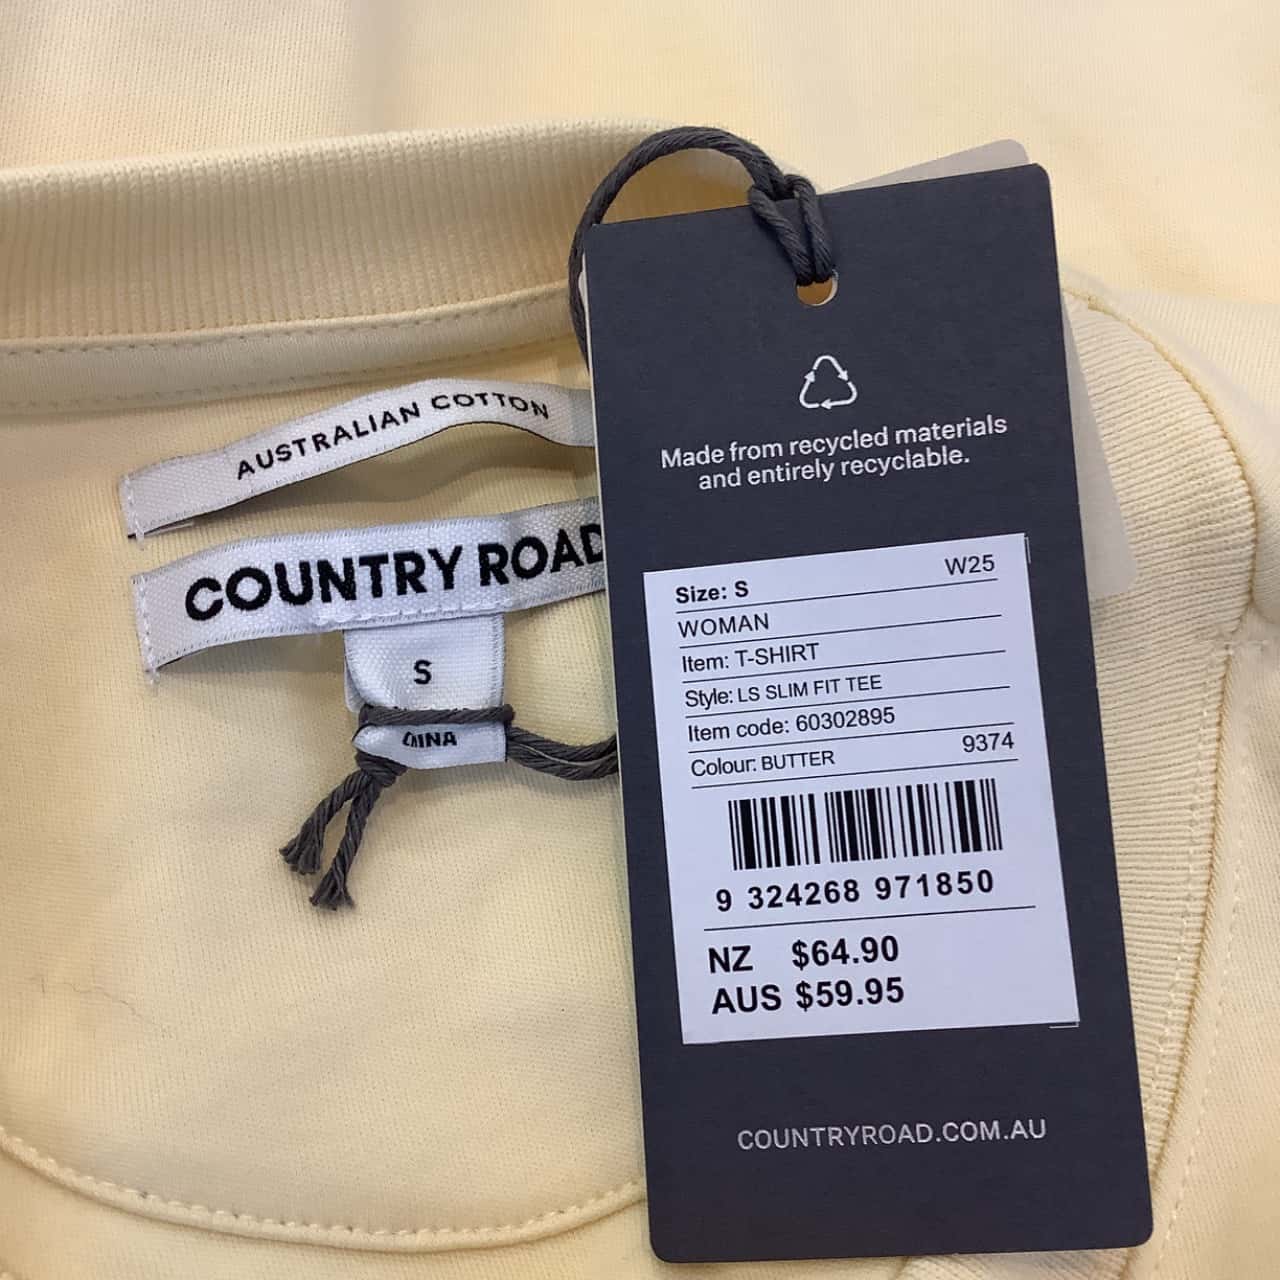 AUSTRALIAN COTTON
COUNTRY ROAD
S
CHINA
Made from recycled materials
and entirely recyclable.
Size: S W25
WOMAN
Item: T-SHIRT
Style: LS SLIM FIT TEE
Item code: 60302895
Colour: BUTTER 9374
9 324268 971850
NZ $64.90
AUS $59.95
COUNTRYROAD.COM.AU